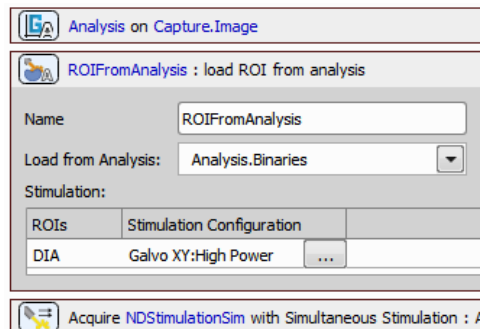 Analysis on Capture.Image
ROIFromAnalysis : load ROI from analysis
Name ROIFromAnalysis
Load from Analysis: Analysis.Binaries
Stimulation:
ROIs Stimulation Configuration
DIA Galvo XY:High Power ...
Acquire NDStimulationSim with Simultaneous Stimulation :